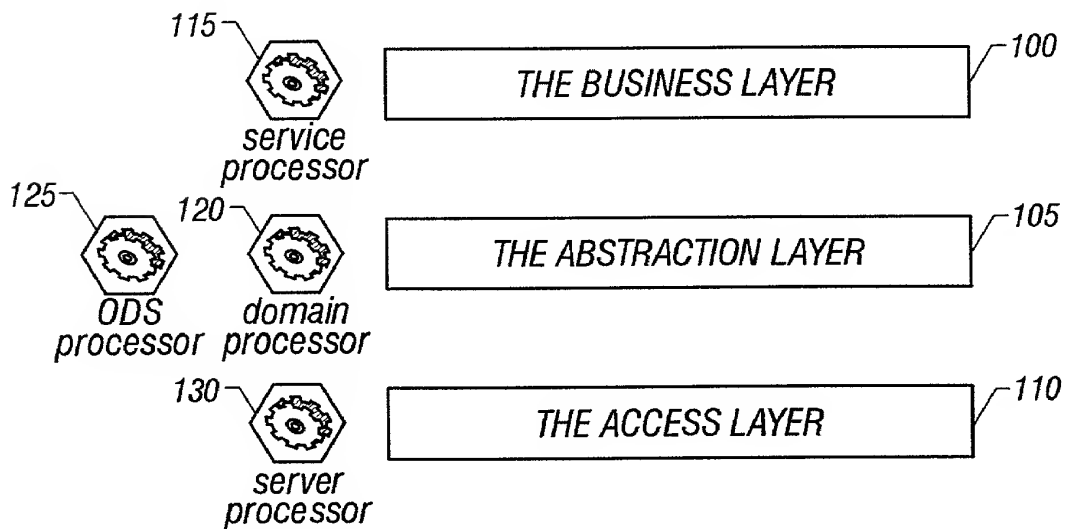 115
100
THE BUSINESS LAYER
service
processor
125
120
105
THE ABSTRACTION LAYER
ODS
processor
domain
processor
130
110
THE ACCESS LAYER
server
processor